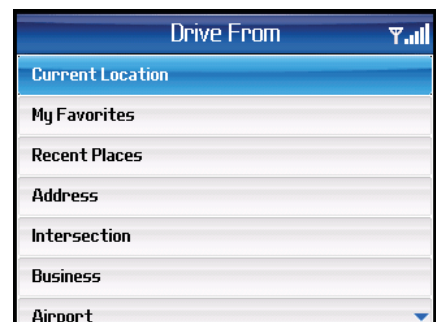 Drive From
Current Location
My Favorites
Recent Places
Address
Intersection
Business
Airport